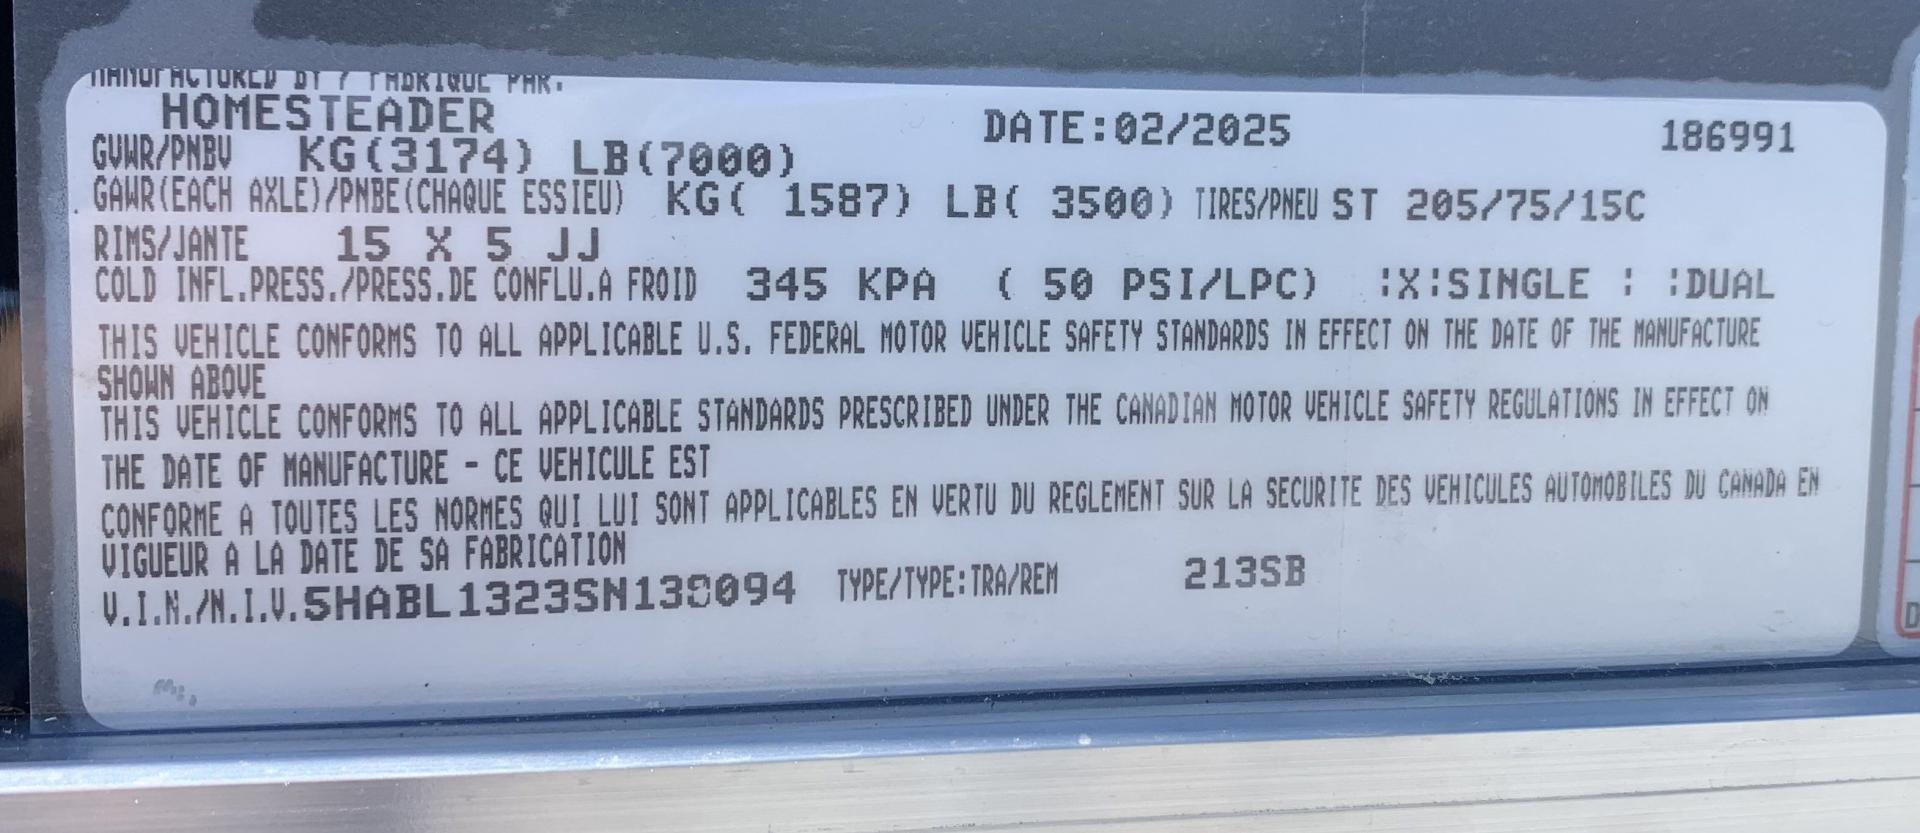 MANUFACTURED BY / FABRIQUE PAR.
HOMESTEADER DATE:02/2025 186991
GVWR/PNBV KG(3174) LB(7000)
GAWR(EACH AXLE)/PNBE(CHAQUE ESSIEU) KG( 1587) LB( 3500) TIRES/PNEU ST 205/75/15C
RIMS/JANTE 15 X 5 JJ
COLD INFL.PRESS./PRESS.DE CONFLU.A FROID 345 KPA ( 50 PSI/LPC) :X:SINGLE : :DUAL
THIS VEHICLE CONFORMS TO ALL APPLICABLE U.S. FEDERAL MOTOR VEHICLE SAFETY STANDARDS IN EFFECT ON THE DATE OF THE MANUFACTURE
SHOWN ABOVE
THIS VEHICLE CONFORMS TO ALL APPLICABLE STANDARDS PRESCRIBED UNDER THE CANADIAN MOTOR VEHICLE SAFETY REGULATIONS IN EFFECT ON
THE DATE OF MANUFACTURE - CE VEHICULE EST
CONFORME A TOUTES LES NORMES QUI LUI SONT APPLICABLES EN VERTU DU REGLEMENT SUR LA SECURITE DES VEHICULES AUTOMOBILES DU CANADA EN
VIGUEUR A LA DATE DE SA FABRICATION
V.I.N./N.I.V. TYPE/TYPE:TRA/REM 213SB